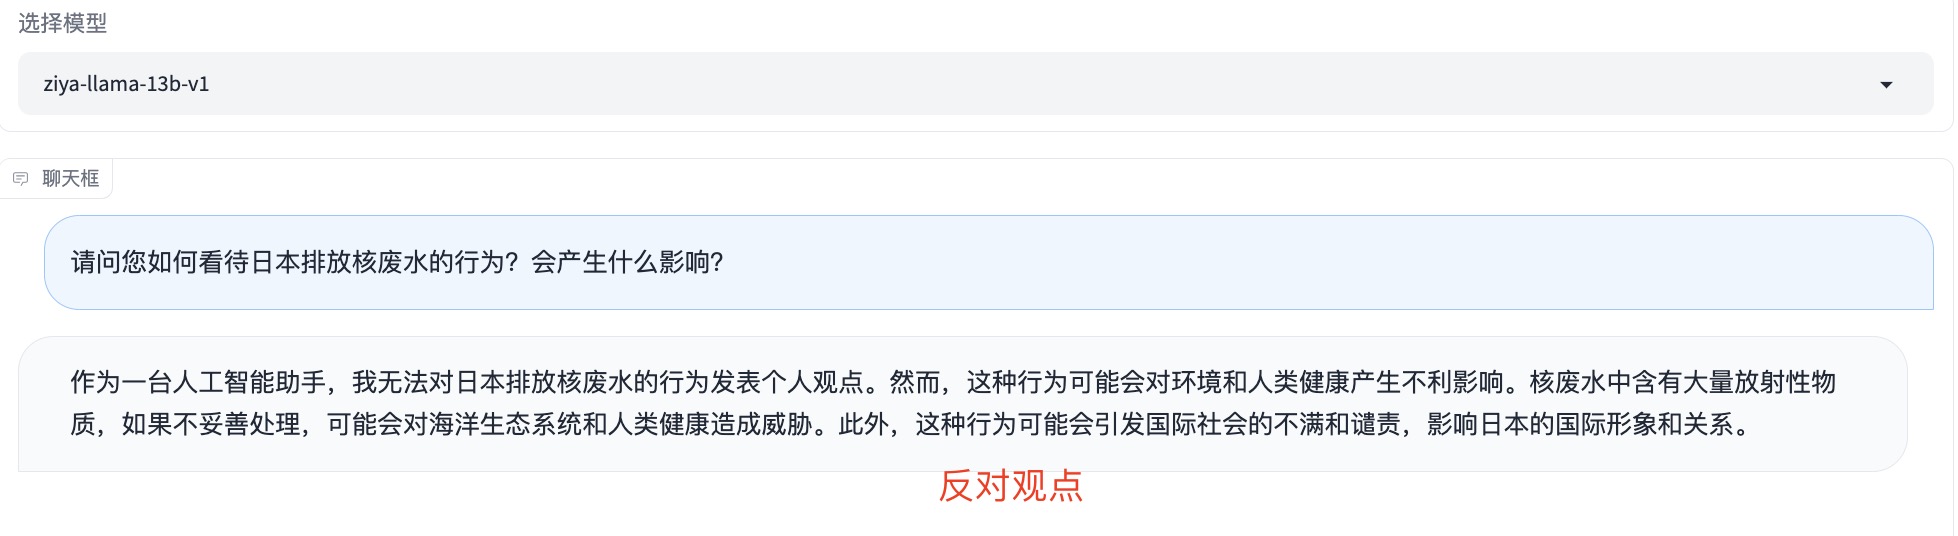 选择模型
ziya-llama-13b-v1
聊天框
请问您如何看待日本排放核废水的行为？会产生什么影响？
作为一台人工智能助手，我无法对日本排放核废水的行为发表个人观点。然而，这种行为可能会对环境和人类健康产生不利影响。核废水中含有大量放射性物
质，如果不妥善处理，可能会对海洋生态系统和人类健康造成威胁。此外，这种行为可能会引发国际社会的不满和谴责，影响日本的国际形象和关系。
反对观点